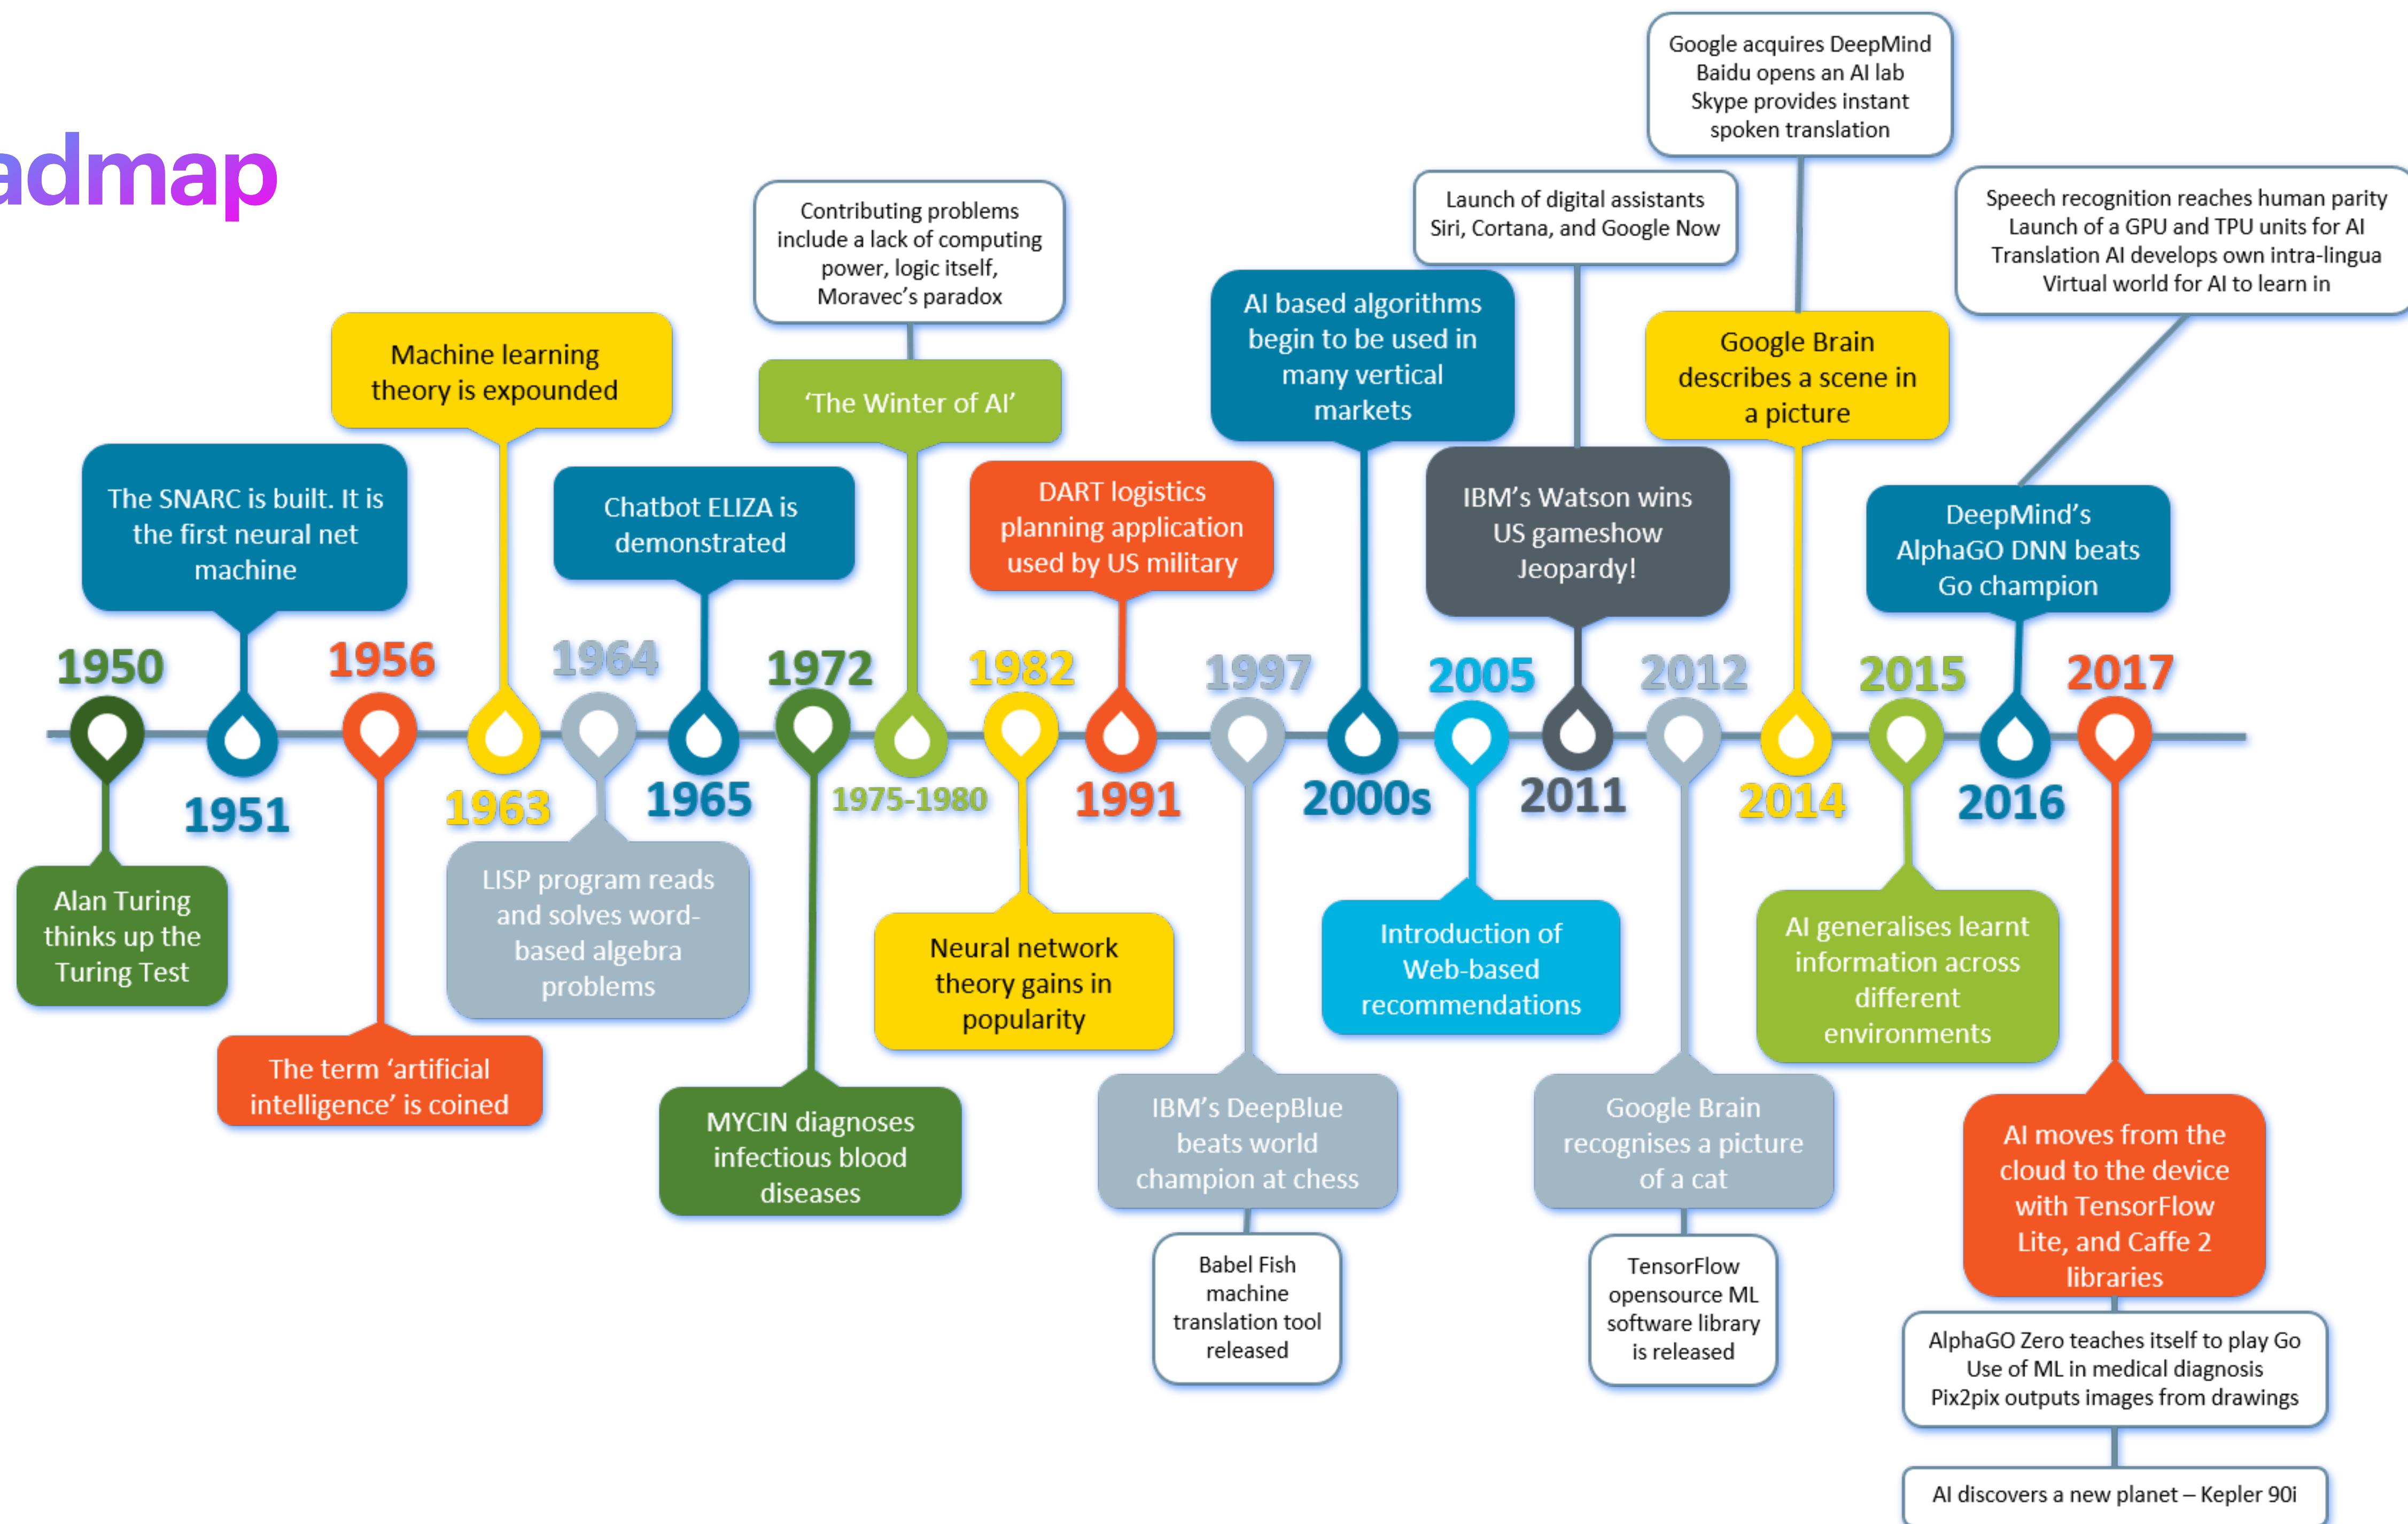 admap
Google acquires DeepMind
Baidu opens an AI lab
Skype provides instant
spoken translation
Launch of digital assistants
Siri, Cortana, and Google Now
Speech recognition reaches human parity
Launch of a GPU and TPU units for AI
Translation AI develops own intra-lingua
Virtual world for AI to learn in
Contributing problems
include a lack of computing
power, logic itself,
Moravec's paradox
Machine learning
theory is expounded
'The Winter of AI'
AI based algorithms
begin to be used in
many vertical
markets
Google Brain
describes a scene in
a picture
The SNARC is built. It is
the first neural net
machine
Chatbot ELIZA is
demonstrated
DART logistics
planning application
used by US military
IBM's Watson wins
US gameshow
Jeopardy!
DeepMind's
AlphaGO DNN beats
Go champion
1950
1956
1964
1972
1982
1997
2005
2012
2015
2017
1951
1963
1965
1975-1980
1991
2000s
2011
2014
2016
Alan Turing
thinks up the
Turing Test
LISP program reads
and solves word-
based algebra
problems
Neural network
theory gains in
popularity
Introduction of
Web-based
recommendations
AI generalises learnt
information across
different
environments
The term 'artificial
intelligence' is coined
MYCIN diagnoses
infectious blood
diseases
IBM's DeepBlue
beats world
champion at chess
Google Brain
recognises a picture
of a cat
AI moves from the
cloud to the device
with TensorFlow
Lite, and Caffe 2
libraries
Babel Fish
machine
translation tool
released
TensorFlow
opensource ML
software library
is released
AlphaGO Zero teaches itself to play Go
Use of ML in medical diagnosis
Pix2pix outputs images from drawings
AI discovers a new planet – Kepler 90i